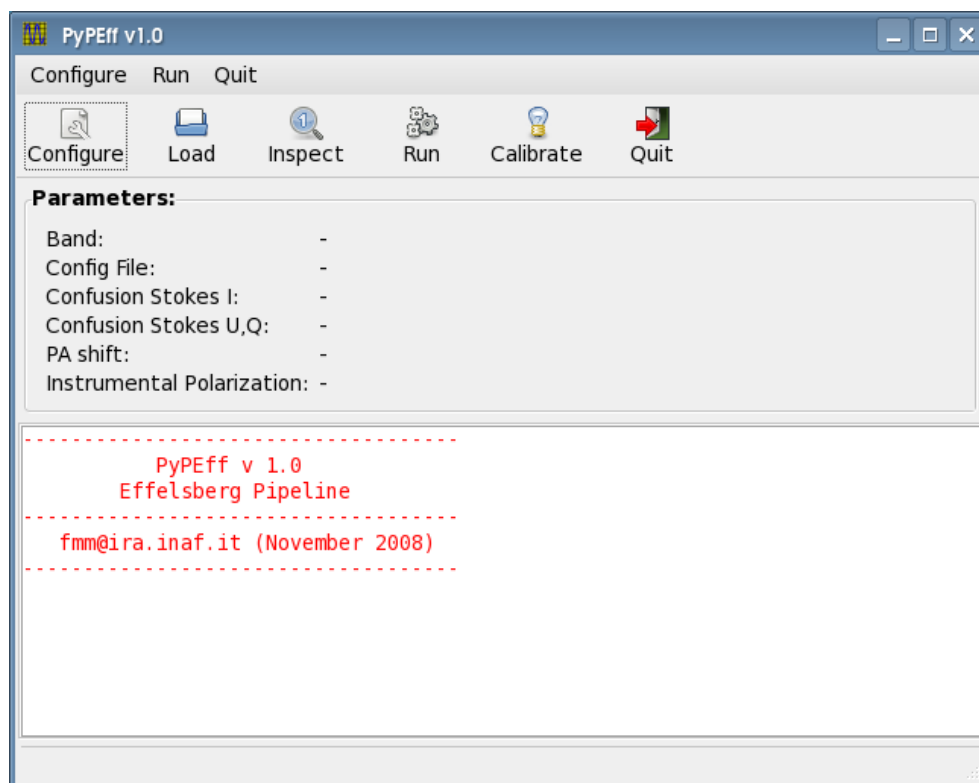 PyPEff v1.0
Configure Run Quit
Configure Load Inspect Run Calibrate Quit
Parameters:
Band: -
Config File: -
Confusion Stokes I: -
Confusion Stokes U,Q: -
PA shift: -
Instrumental Polarization: -
------------------------------------
PyPEff v 1.0
Effelsberg Pipeline
------------------------------------
fmm@ira.inaf.it (November 2008)
------------------------------------